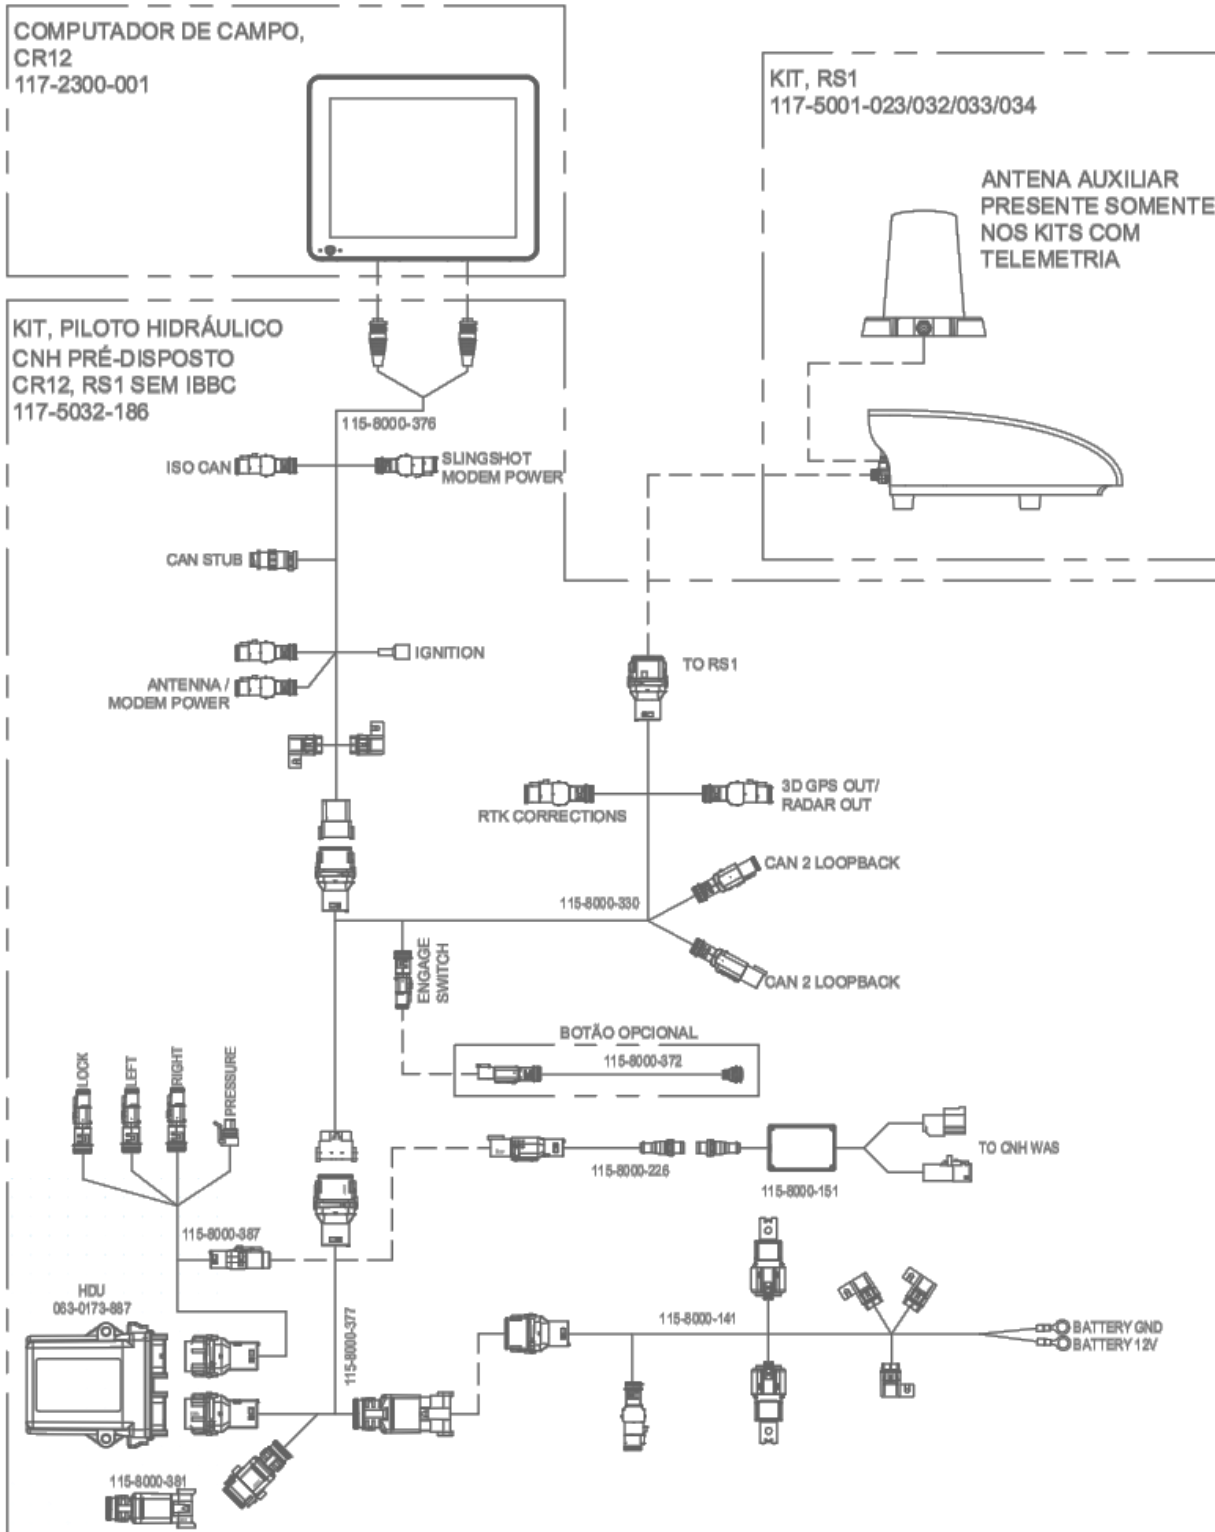 COMPUTADOR DE CAMPO,
CR12
117-2300-001
KIT, RS1
117-5001-023/032/033/034
ANTENA AUXILIAR
PRESENTE SOMENTE
NOS KITS COM
TELEMETRIA
KIT, PILOTO HIDRÁULICO
CNH PRÉ-DISPOSTO
CR12, RS1 SEM IBBC
117-5032-186
115-8000-376
ISO CAN
SLINGSHOT
MODEM POWER
CAN STUB
IGNITION
ANTENNA /
MODEM POWER
TO RS1
RTK CORRECTIONS
3D GPS OUT/
RADAR OUT
CAN 2 LOOPBACK
115-8000-330
ENGAGE
SWITCH
CAN 2 LOOPBACK
BOTÃO OPCIONAL
115-8000-372
LOCK
LEFT
RIGHT
PRESSURE
115-8000-226
115-8000-151
TO CNH WAS
115-8000-387
HDU
063-0173-887
115-8000-377
115-8000-141
BATTERY GND
BATTERY 12V
115-8000-381